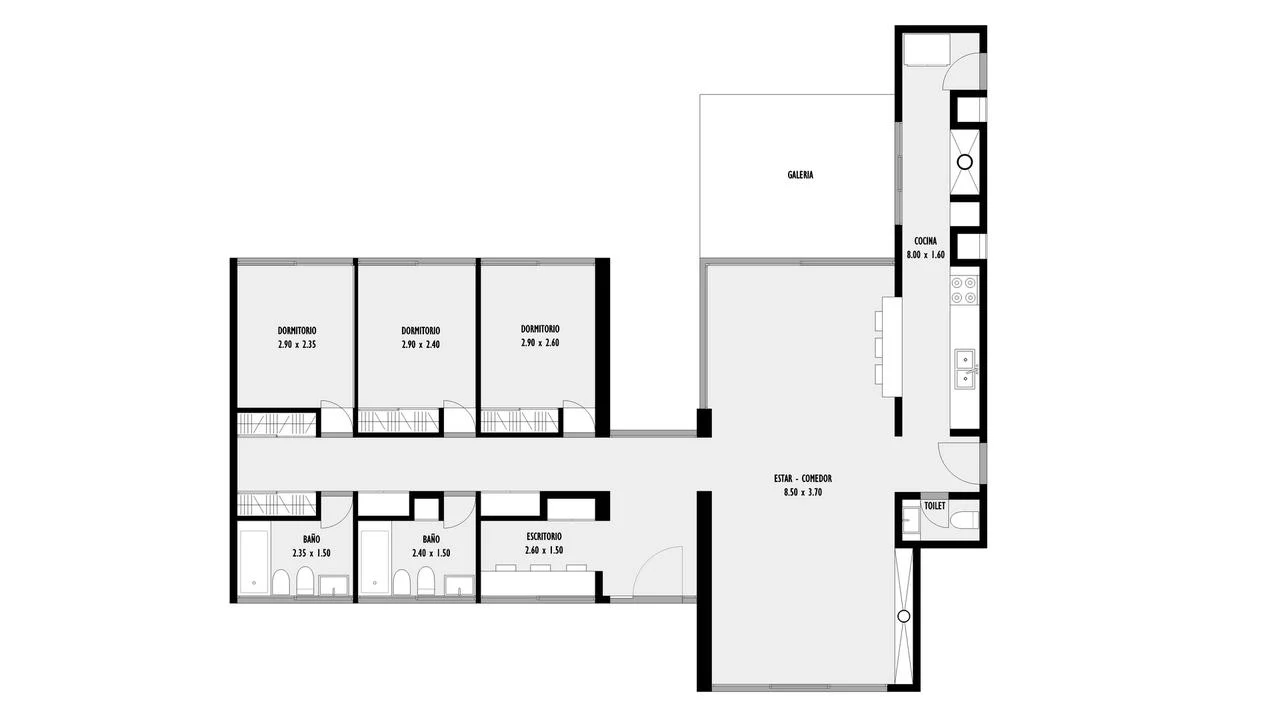 GALERIA
COCINA
8.00 x 1.60
DORMITORIO
2.90 x 2.35
DORMITORIO
2.90 x 2.40
DORMITORIO
2.90 x 2.60
ESTAR - COMEDOR
8.50 x 3.70
TOILET
BAÑO
2.35 x 1.50
BAÑO
2.40 x 1.50
ESCRITORIO
2.60 x 1.50